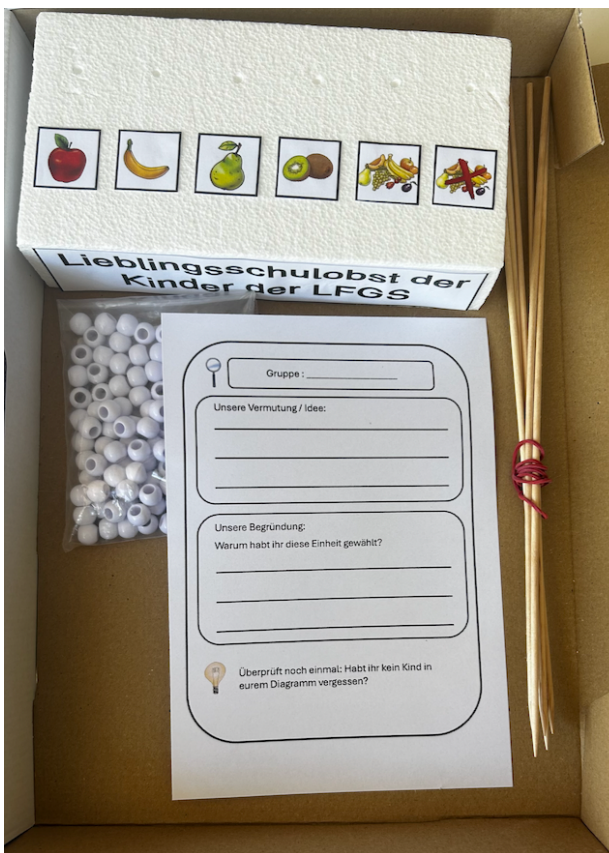 Lieblingsschulobst der
Kinder der LFGS
Gruppe : _______________
Unsere Vermutung / Idee:
Unsere Begründung:
Warum habt ihr diese Einheit gewählt?
Überprüft noch einmal: Habt ihr kein Kind in
eurem Diagramm vergessen?